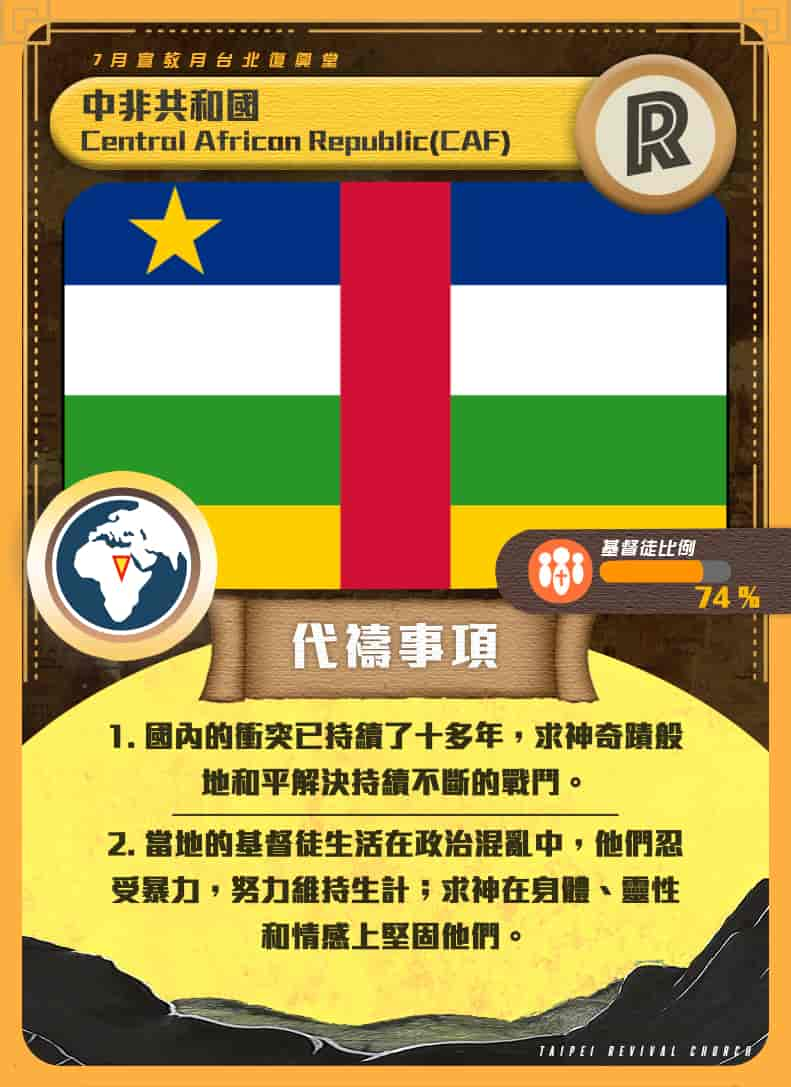 7月宣教月台北復興堂
中非共和國
Central African Republic(CAF)
R
基督徒比例
74 %
代禱事項
1. 國內的衝突已持續了十多年，求神奇蹟般
地和平解決持續不斷的戰鬥。
2. 當地的基督徒生活在政治混亂中，他們忍
受暴力，努力維持生計；求神在身體、靈性
和情感上堅固他們。
TAIPEI REVIVAL CHURCH